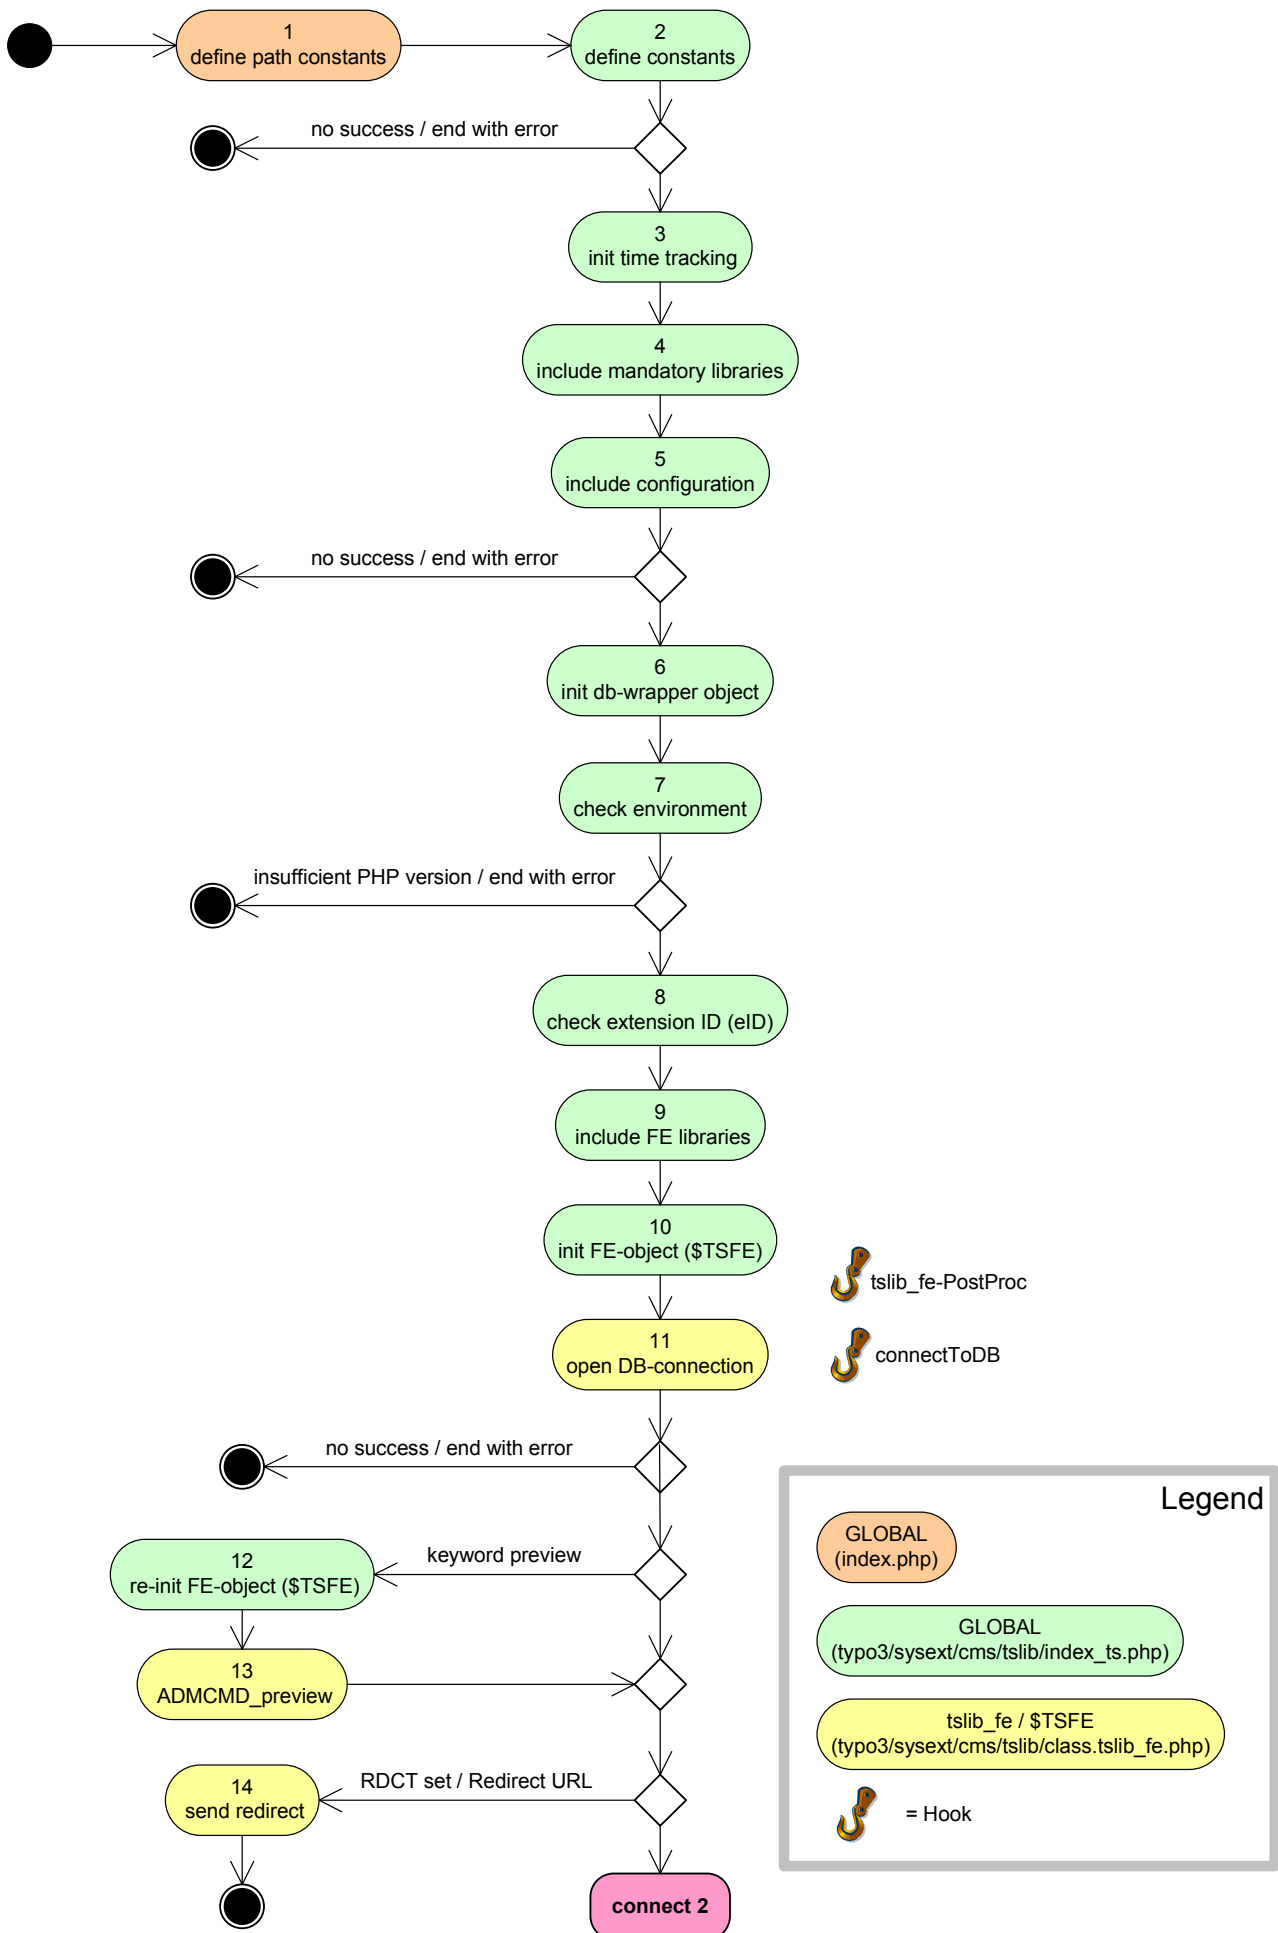 1
define path constants
2
define constants
no success / end with error
3
init time tracking
4
include mandatory libraries
5
include configuration
no success / end with error
6
init db-wrapper object
7
check environment
insufficient PHP version / end with error
8
check extension ID (eID)
9
include FE libraries
10
init FE-object ($TSFE)
tslib_fe-PostProc
11
open DB-connection
connectToDB
no success / end with error
keyword preview
12
re-init FE-object ($TSFE)
13
ADMCMD_preview
RDCT set / Redirect URL
14
send redirect
connect 2
Legend
GLOBAL
(index.php)
GLOBAL
(typo3/sysext/cms/tslib/index_ts.php)
tslib_fe / $TSFE
(typo3/sysext/cms/tslib/class.tslib_fe.php)
= Hook